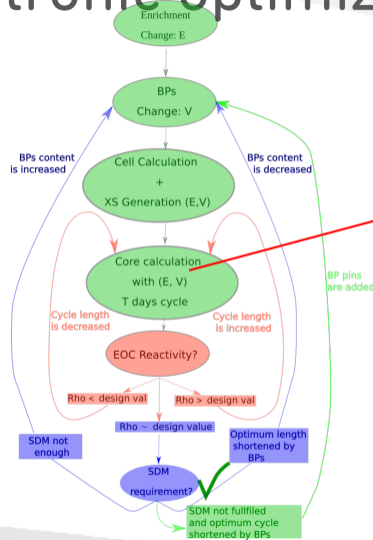 tronic optimiz
Enrichment
Change: E
BPs
Change: V
BPs content
is increased
BPs content
is decreased
Cell Calculation
+
XS Generation (E,V)
Core calculation
with (E, V)
T days cycle
BP pins
are added
Cycle length
is decreased
Cycle length
is increased
EOC Reactivity?
Rho < design val
Rho > design val
Rho ~ design value
SDM not
enough
Optimum length
shortened by
BPs
SDM
requirement?
SDM not fullfiled
and optimum cycle
shortened by BPs